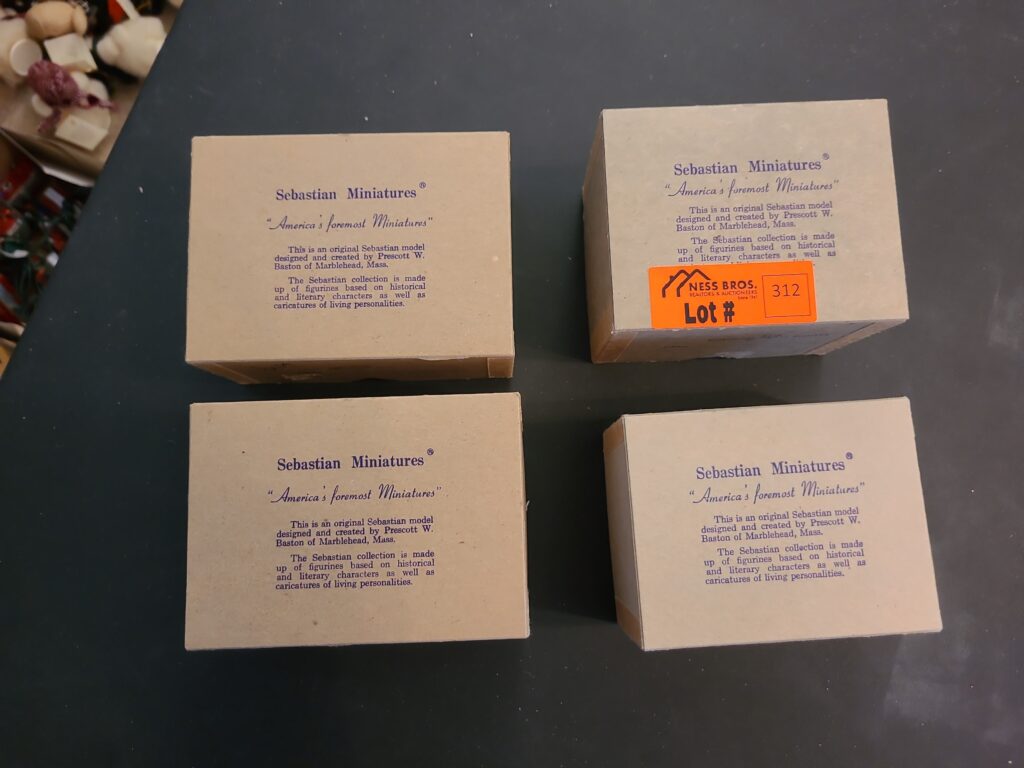 Sebastian Miniatures®
"America's foremost Miniatures"
This is an original Sebastian model
designed and created by Prescott W.
Baston of Marblehead, Mass.
The Sebastian collection is made
up of figurines based on historical
and literary characters as well as
caricatures of living personalities.
Sebastian Miniatures®
"America's foremost Miniatures"
This is an original Sebastian model
designed and created by Prescott W.
Baston of Marblehead, Mass.
The Sebastian collection is made
up of figurines based on historical
and literary characters as well as
NESS BROS.
REALTORS & AUCTIONEERS
Lot #
312
Sebastian Miniatures®
"America's foremost Miniatures"
This is an original Sebastian model
designed and created by Prescott W.
Baston of Marblehead, Mass.
The Sebastian collection is made
up of figurines based on historical
and literary characters as well as
caricatures of living personalities.
Sebastian Miniatures®
"America's foremost Miniatures"
This is an original Sebastian model
designed and created by Prescott W.
Baston of Marblehead, Mass.
The Sebastian collection is made
up of figurines based on historical
and literary characters as well as
caricatures of living personalities.